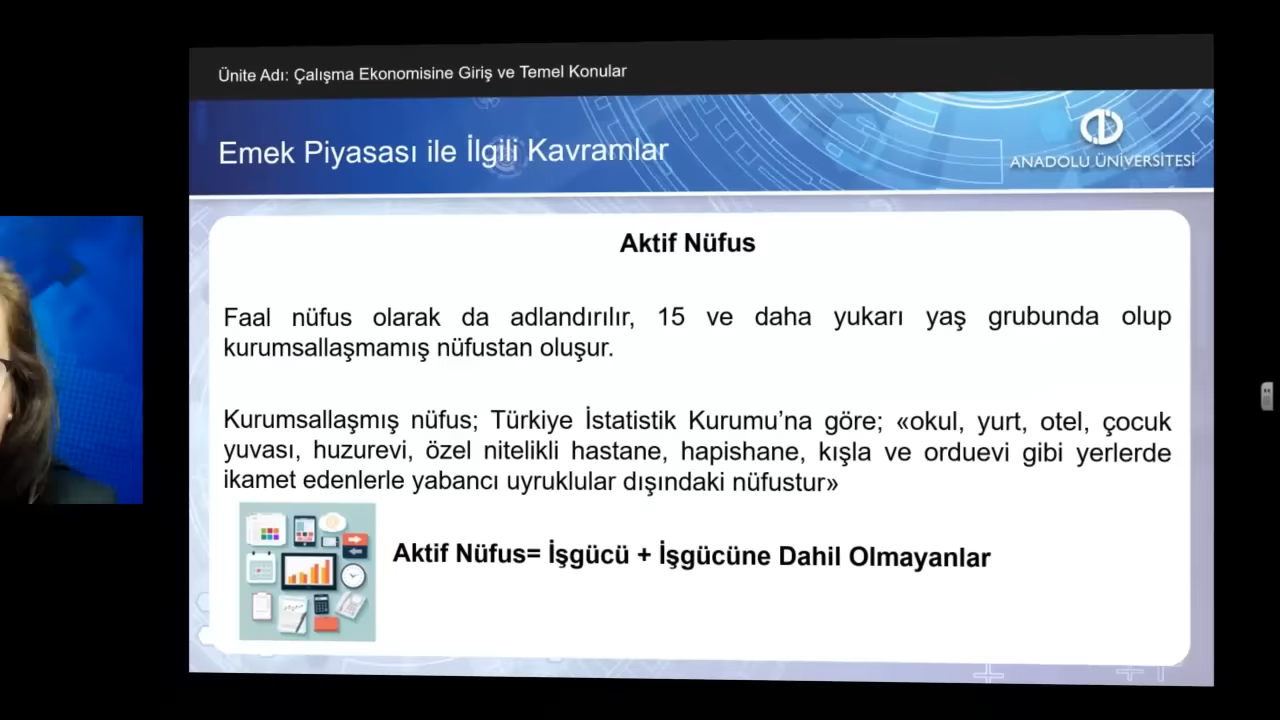 Ünite Adı: Çalışma Ekonomisine Giriş ve Temel Konular
Emek Piyasası ile İlgili Kavramlar
ANADOLU ÜNİVERSİTESİ
Aktif Nüfus
Faal nüfus olarak da adlandırılır, 15 ve daha yukarı yaş grubunda olup
kurumsallaşmamış nüfustan oluşur.
Kurumsallaşmış nüfus; Türkiye İstatistik Kurumu’na göre; «okul, yurt, otel, çocuk
yuvası, huzurevi, özel nitelikli hastane, hapishane, kışla ve orduevi gibi yerlerde
ikamet edenlerle yabancı uyruklular dışındaki nüfustur»
Aktif Nüfus= İşgücü + İşgücüne Dahil Olmayanlar